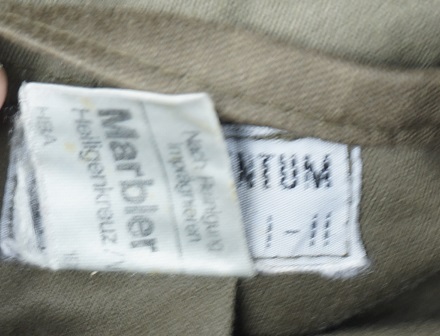 Nach Reinigung
Imprägnieren
Marbler
Heiligenkreuz /
HBA
NTUM
I - II